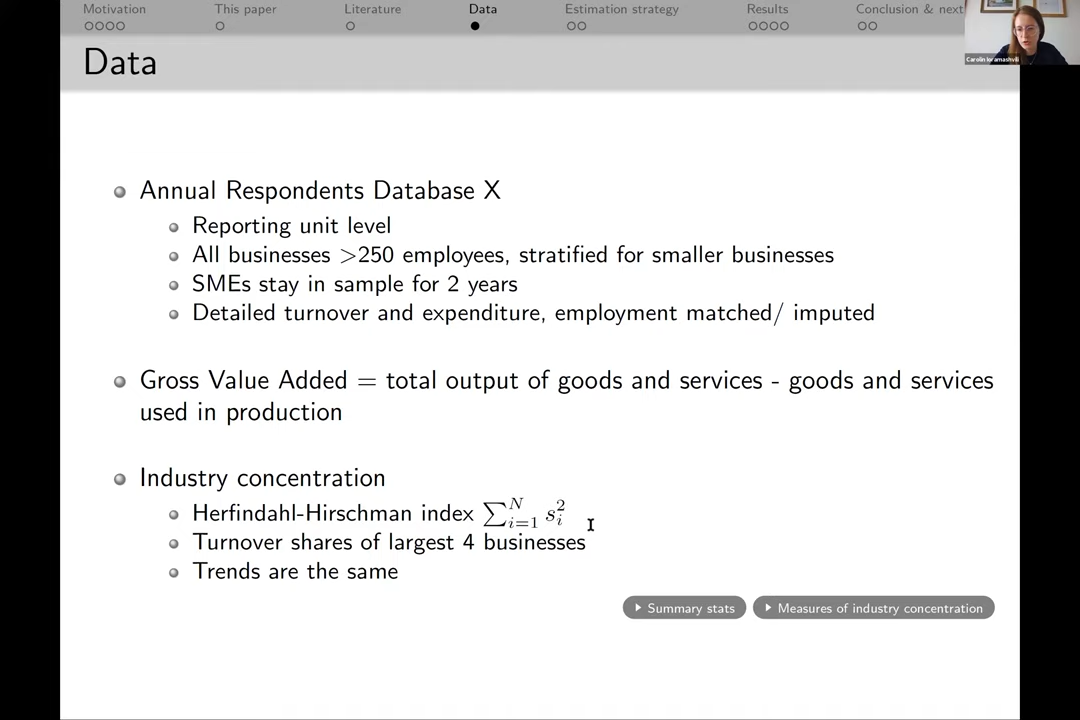 Motivation This paper Literature Data Estimation strategy Results Conclusion & next
Data
Annual Respondents Database X
Reporting unit level
All businesses >250 employees, stratified for smaller businesses
SMEs stay in sample for 2 years
Detailed turnover and expenditure, employment matched/ imputed
Gross Value Added = total output of goods and services - goods and services
used in production
Industry concentration
Herfindahl-Hirschman index ∑_{i=1}^{N} s_i^2
Turnover shares of largest 4 businesses
Trends are the same
Summary stats Measures of industry concentration